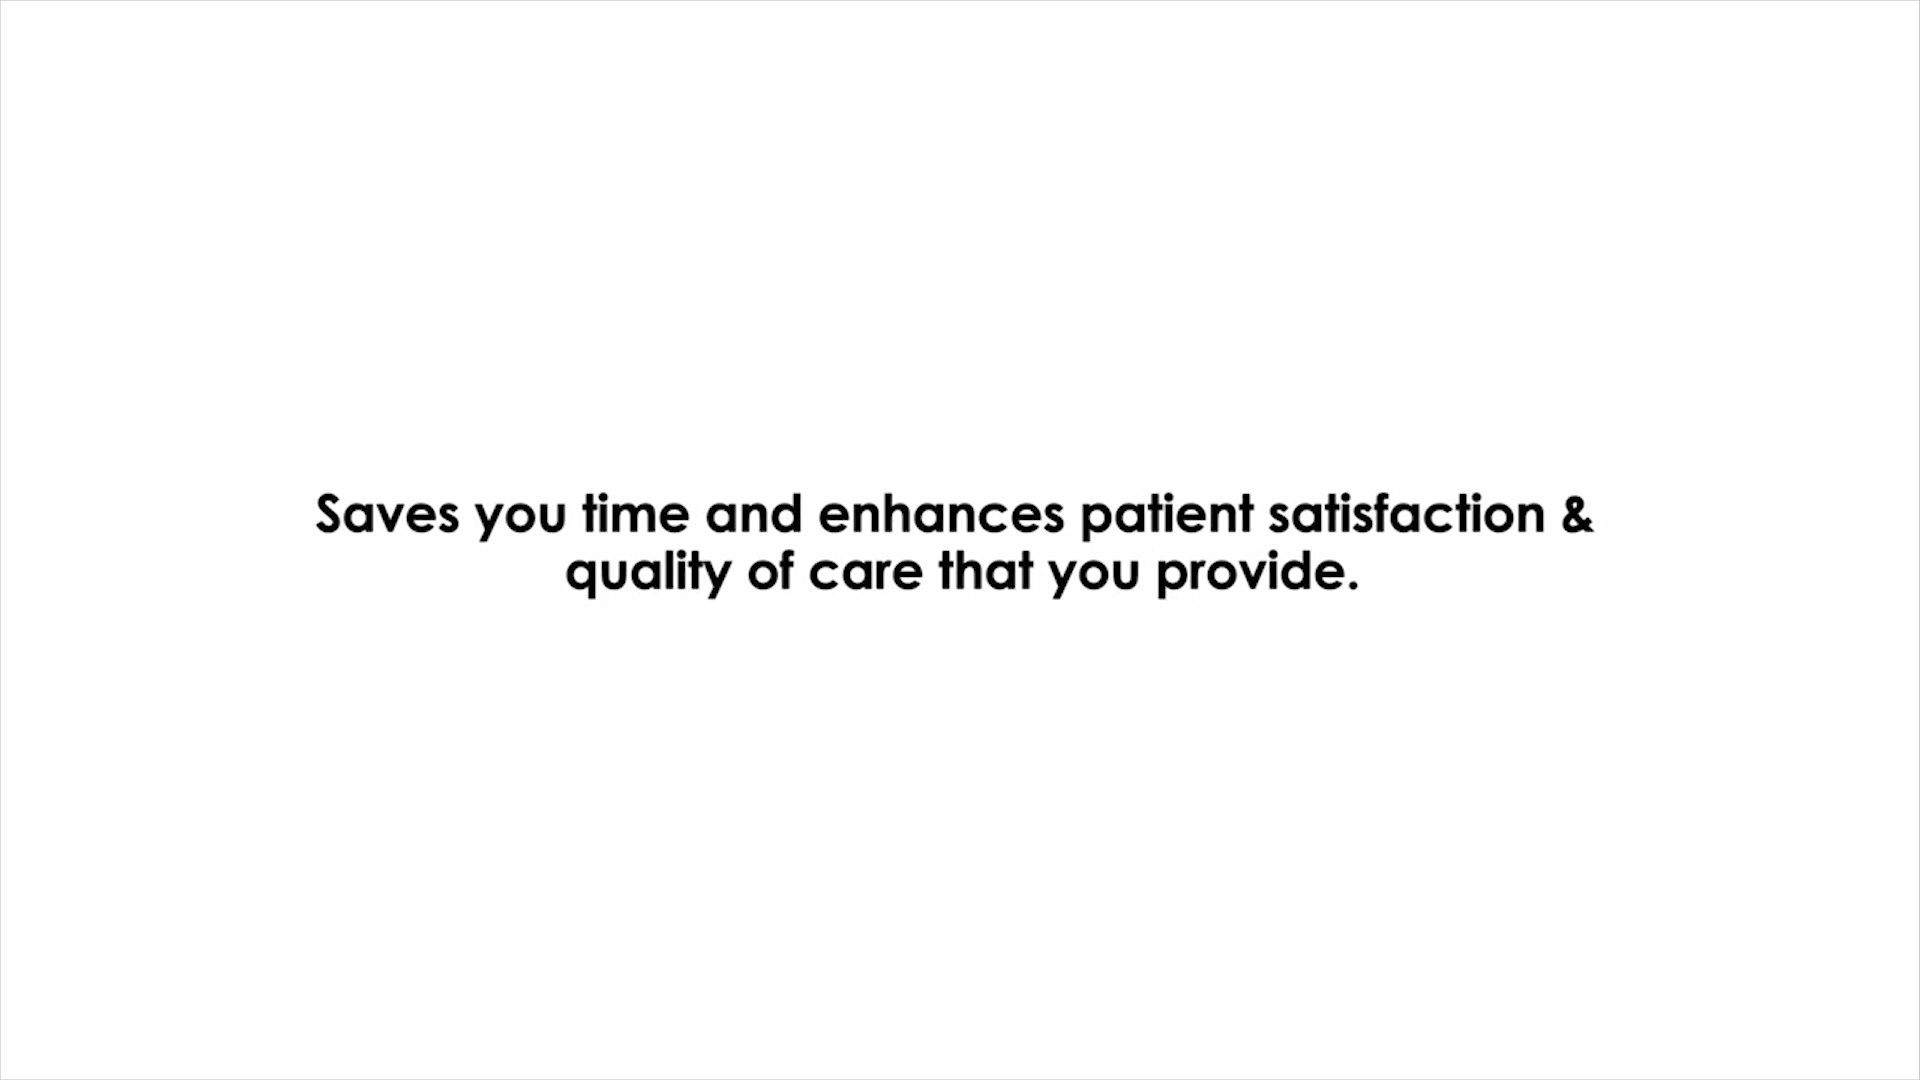 Saves you time and enhances patient satisfaction &
quality of care that you provide.